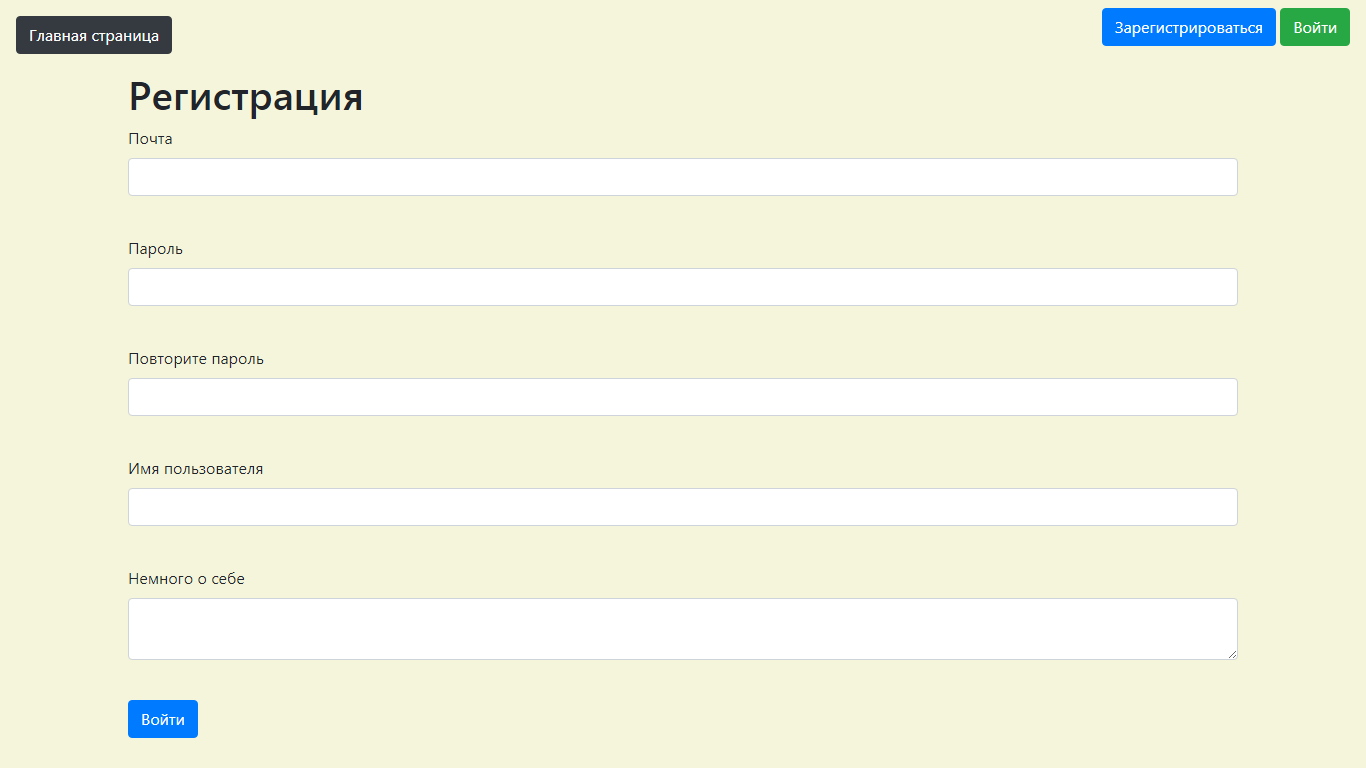 Главная страница
Зарегистрироваться
Войти
Регистрация
Почта
Пароль
Повторите пароль
Имя пользователя
Немного о себе
Войти